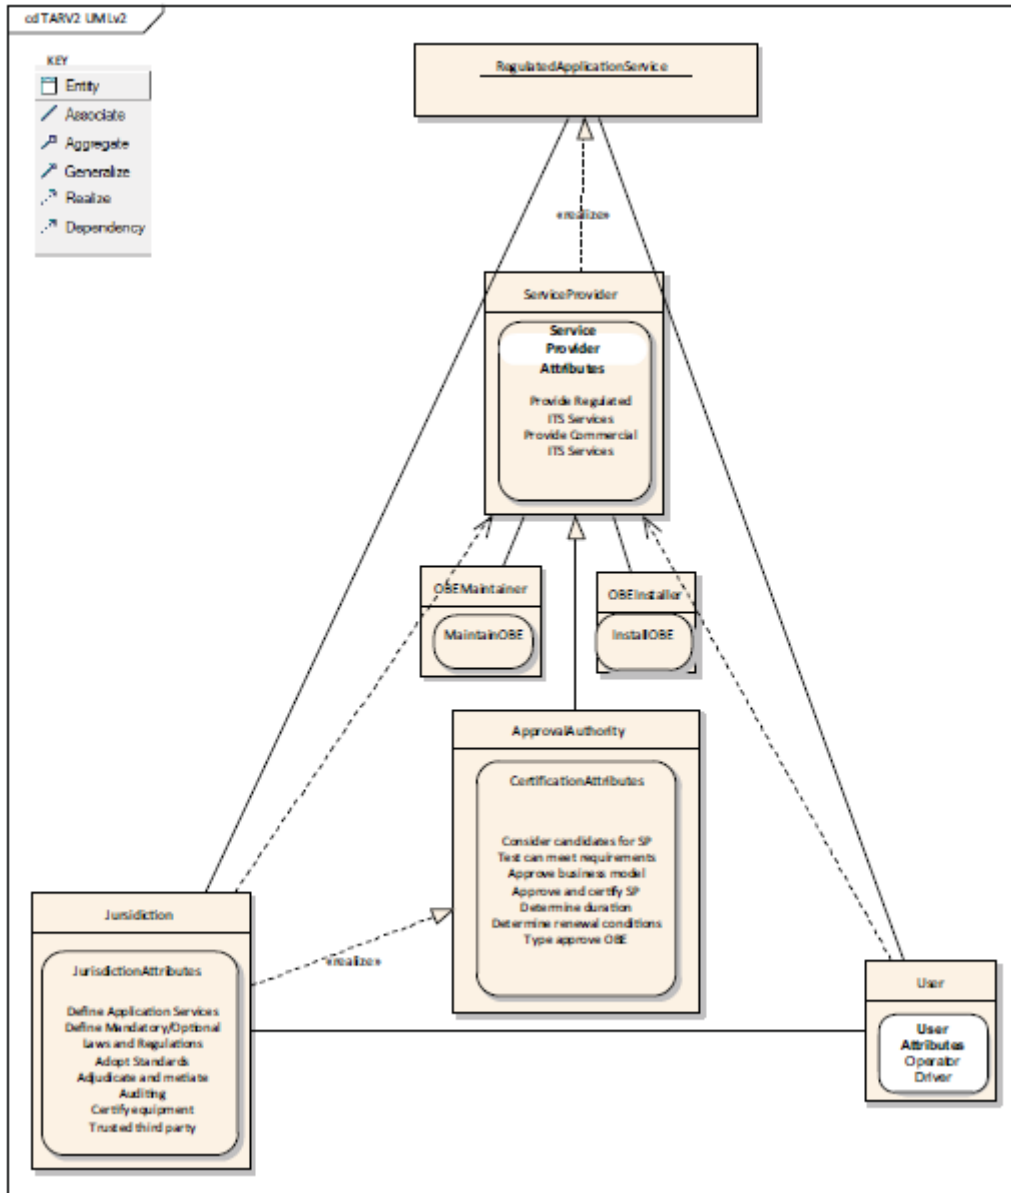 cd TARV2 UMLv2
KEY
Entity
Associate
Aggregate
Generalize
Realize
Dependency
RegulatedApplicationService
«realize»
ServiceProvider
Service
Provider
Attributes
Provide Regulated
ITS Services
Provide Commercial
ITS Services
OBEMaintainer
MaintainOBE
OBEInstaller
InstallOBE
ApprovalAuthority
CertificationAttributes
Consider candidates for SP
Test can meet requirements
Approve business model
Approve and certify SP
Determine duration
Determine renewal conditions
Type approve OBE
«realize»
Jursidiction
JurisdictionAttributes
Define Application Services
Define Mandatory/Optional
Laws and Regulations
Adopt Standards
Adjudicate and metiate
Auditing
Certify equipment
Trusted third party
User
User
Attributes
Operator
Driver